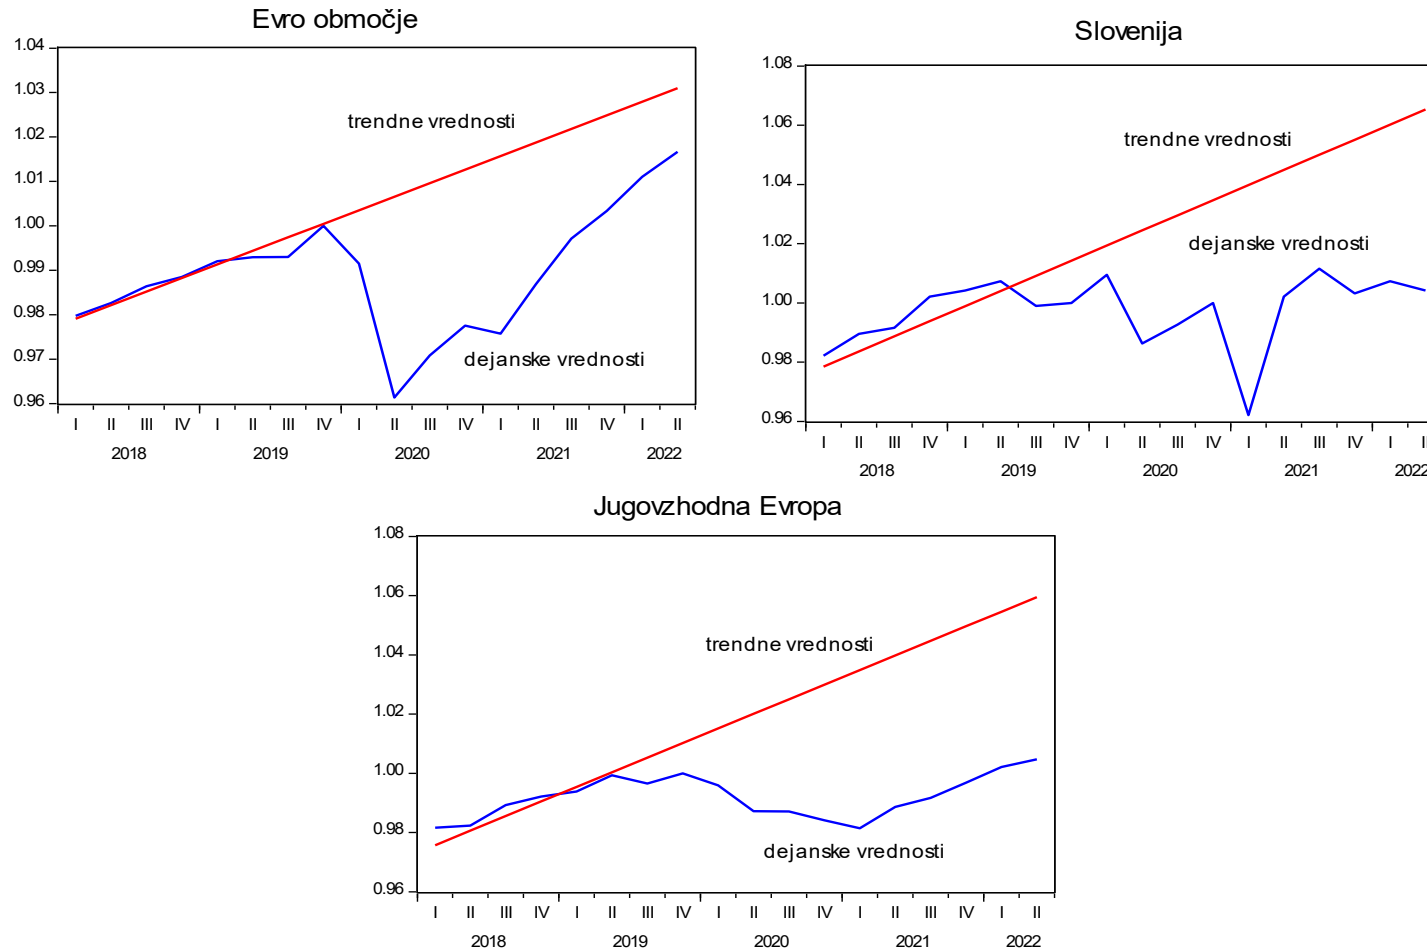 Evro območje
1.04
1.03
1.02
1.01
1.00
0.99
0.98
0.97
0.96
trendne vrednosti
dejanske vrednosti
I II III IV I II III IV I II III IV I II III IV I II
2018 2019 2020 2021 2022
Slovenija
1.08
1.06
1.04
1.02
1.00
0.98
0.96
trendne vrednosti
dejanske vrednosti
I II III IV I II III IV I II III IV I II III IV I II
2018 2019 2020 2021 2022
Jugovzhodna Evropa
1.08
1.06
1.04
1.02
1.00
0.98
0.96
trendne vrednosti
dejanske vrednosti
I II III IV I II III IV I II III IV I II III IV I II
2018 2019 2020 2021 2022